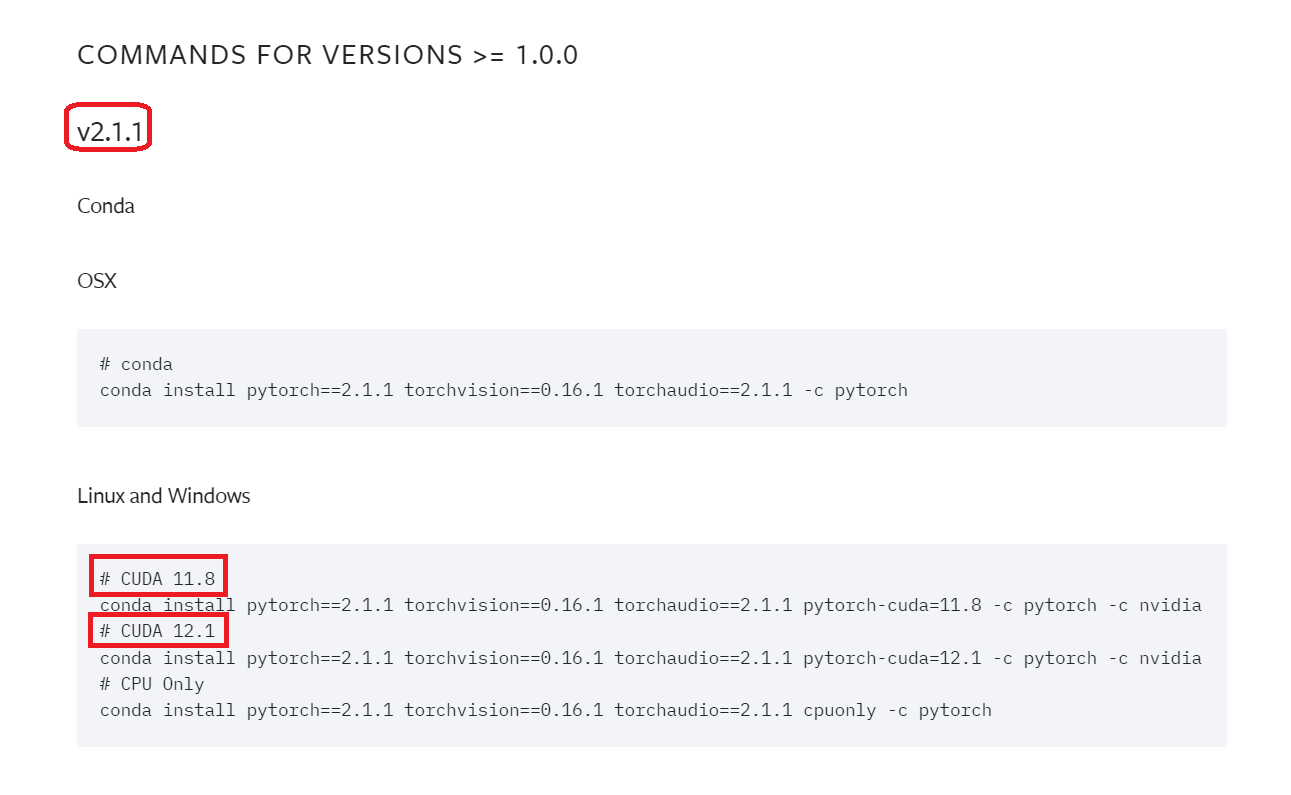 COMMANDS FOR VERSIONS >= 1.0.0
v2.1.1
Conda
OSX
# conda
conda install pytorch==2.1.1 torchvision==0.16.1 torchaudio==2.1.1 -c pytorch
Linux and Windows
# CUDA 11.8
conda install pytorch==2.1.1 torchvision==0.16.1 torchaudio==2.1.1 pytorch-cuda=11.8 -c pytorch -c nvidia
# CUDA 12.1
conda install pytorch==2.1.1 torchvision==0.16.1 torchaudio==2.1.1 pytorch-cuda=12.1 -c pytorch -c nvidia
# CPU Only
conda install pytorch==2.1.1 torchvision==0.16.1 torchaudio==2.1.1 cpuonly -c pytorch